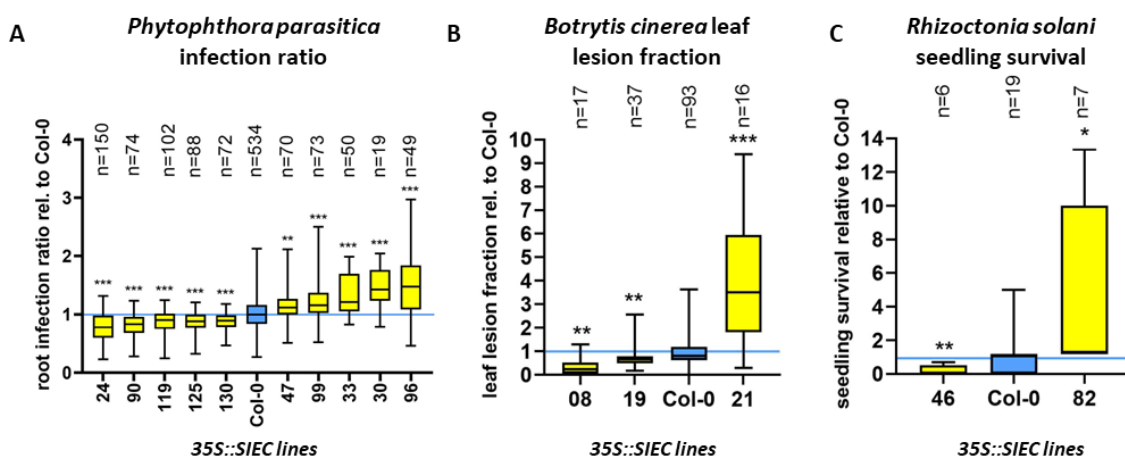 A
Phytophthora parasitica
infection ratio
root infection ratio rel. to Col-0
4
3
2
1
0
n=150
n=74
n=102
n=88
n=72
n=534
n=70
n=73
n=50
n=19
n=49
***
***
***
***
***
**
***
***
***
***
24
90
119
125
130
Col-0
47
99
33
30
96
35S::SIEC lines
B
Botrytis cinerea leaf
lesion fraction
leaf lesion fraction rel. to Col-0
10
9
8
7
6
5
4
3
2
1
0
n=17
n=37
n=93
n=16
**
**
***
08
19
Col-0
21
35S::SIEC lines
C
Rhizoctonia solani
seedling survival
seedling survival relative to Col-0
14
12
10
8
6
4
2
0
n=6
n=19
n=7
**
*
46
Col-0
82
35S::SIEC lines